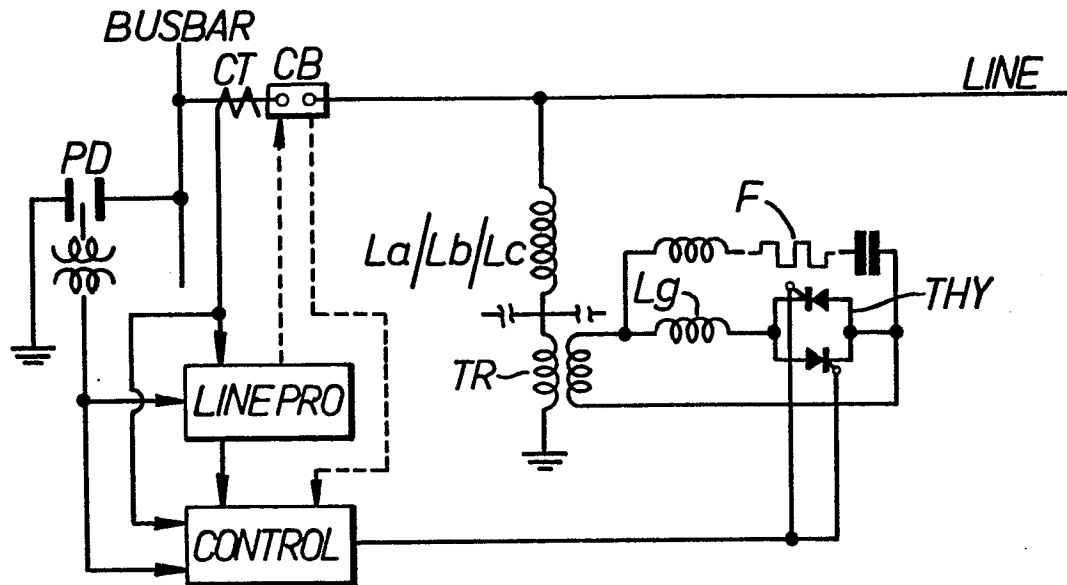 BUSBAR
CT
CB
LINE
PD
La/Lb/Lc
F
Lg
THY
TR
LINE PRO
CONTROL